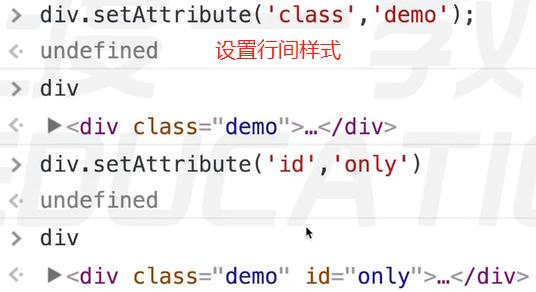 > div.setAttribute('class','demo');
undefined 设置行间样式
> div
▶<div class="demo">…</div>
> div.setAttribute('id','only')
undefined
> div
▶<div class="demo" id="only">…</div>
EDUCATION